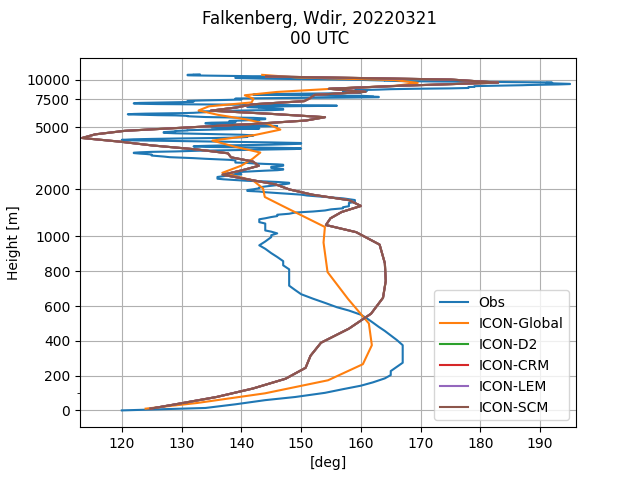 Falkenberg, Wdir, 20220321
00 UTC
Height [m]
10000
7500
5000
2000
1000
800
600
400
200
0
Obs
ICON-Global
ICON-D2
ICON-CRM
ICON-LEM
ICON-SCM
120 130 140 150 160 170 180 190
[deg]